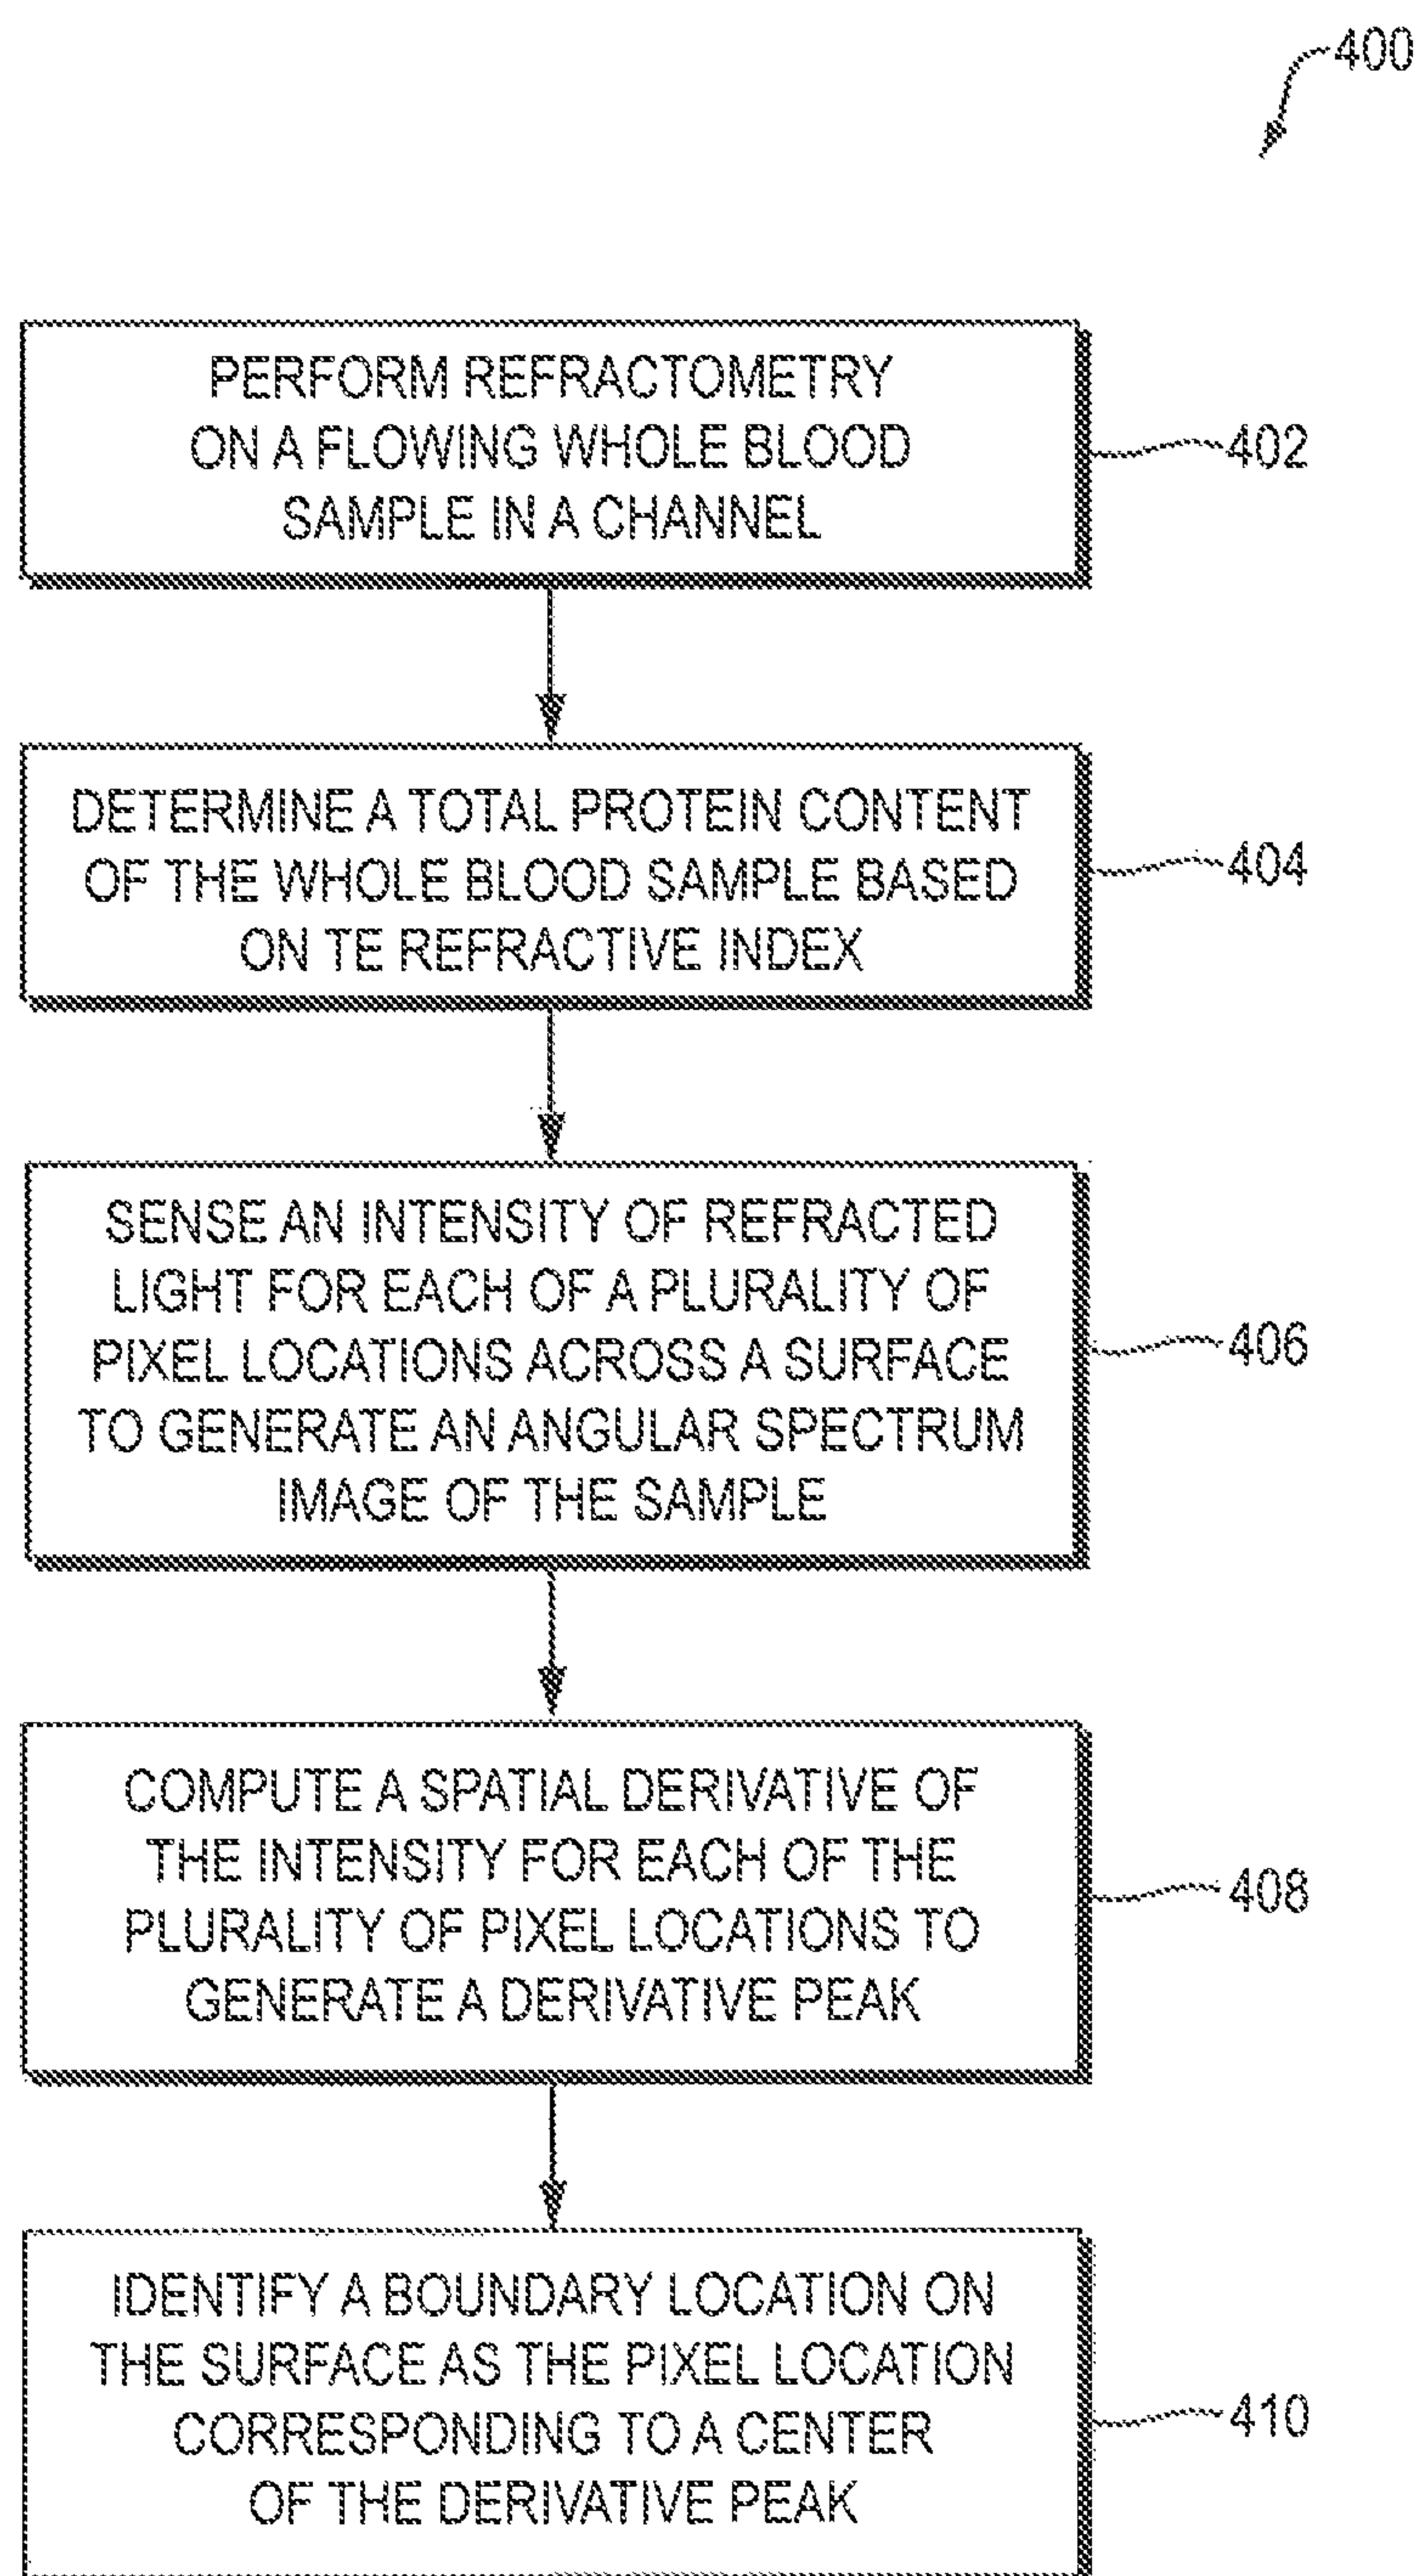 400
PERFORM REFRACTOMETRY
ON A FLOWING WHOLE BLOOD
SAMPLE IN A CHANNEL
402
DETERMINE A TOTAL PROTEIN CONTENT
OF THE WHOLE BLOOD SAMPLE BASED
ON TE REFRACTIVE INDEX
404
SENSE AN INTENSITY OF REFRACTED
LIGHT FOR EACH OF A PLURALITY OF
PIXEL LOCATIONS ACROSS A SURFACE
TO GENERATE AN ANGULAR SPECTRUM
IMAGE OF THE SAMPLE
406
COMPUTE A SPATIAL DERIVATIVE OF
THE INTENSITY FOR EACH OF THE
PLURALITY OF PIXEL LOCATIONS TO
GENERATE A DERIVATIVE PEAK
408
IDENTIFY A BOUNDARY LOCATION ON
THE SURFACE AS THE PIXEL LOCATION
CORRESPONDING TO A CENTER
OF THE DERIVATIVE PEAK
410